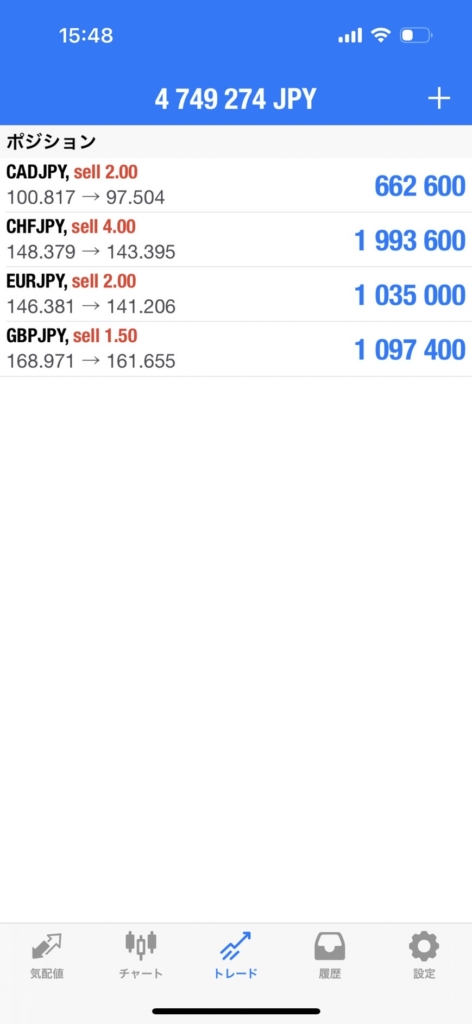 15:48
4 749 274 JPY
ポジション
CADJPY, sell 2.00
100.817 → 97.504
662 600
CHFJPY, sell 4.00
148.379 → 143.395
1 993 600
EURJPY, sell 2.00
146.381 → 141.206
1 035 000
GBPJPY, sell 1.50
168.971 → 161.655
1 097 400
気配値
チャート
トレード
履歴
設定